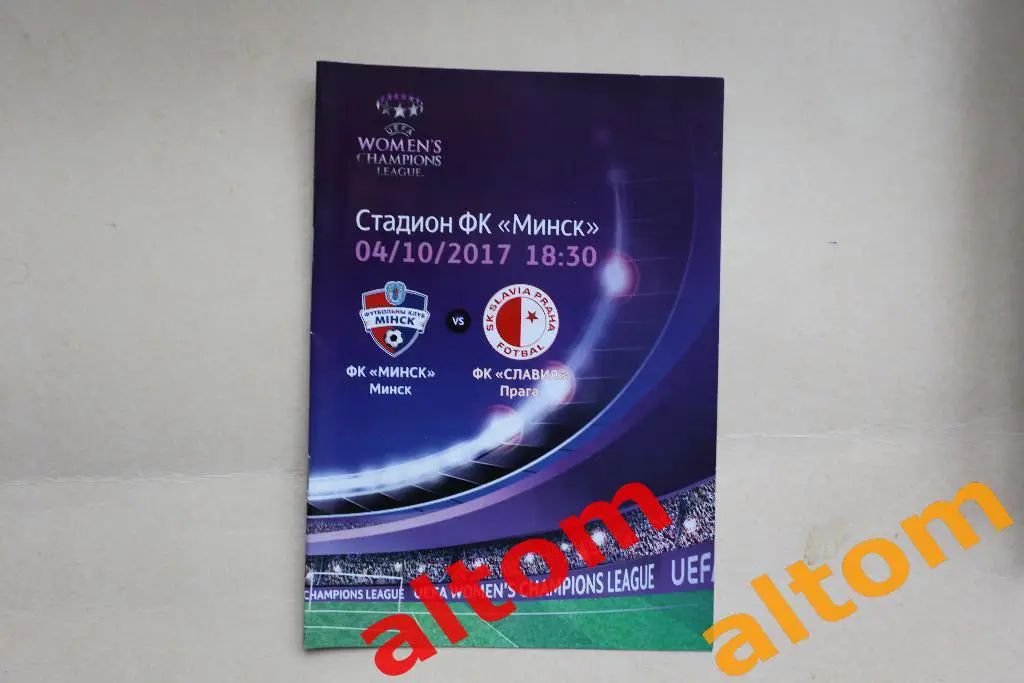 UEFA
WOMEN'S
CHAMPIONS
LEAGUE
Стадион ФК «Минск»
04/10/2017 18:30
ФУТБОЛЬНЫ КЛУБ
МІНСК
VS
SK SLAVIA PRAHA
FOTBAL
ФК «МИНСК»
Минск
ФК «СЛАВИЯ»
Прага
CHAMPIONS LEAGUE
UEFA WOMEN'S CHAMPIONS LEAGUE
UEFA
altom
altom